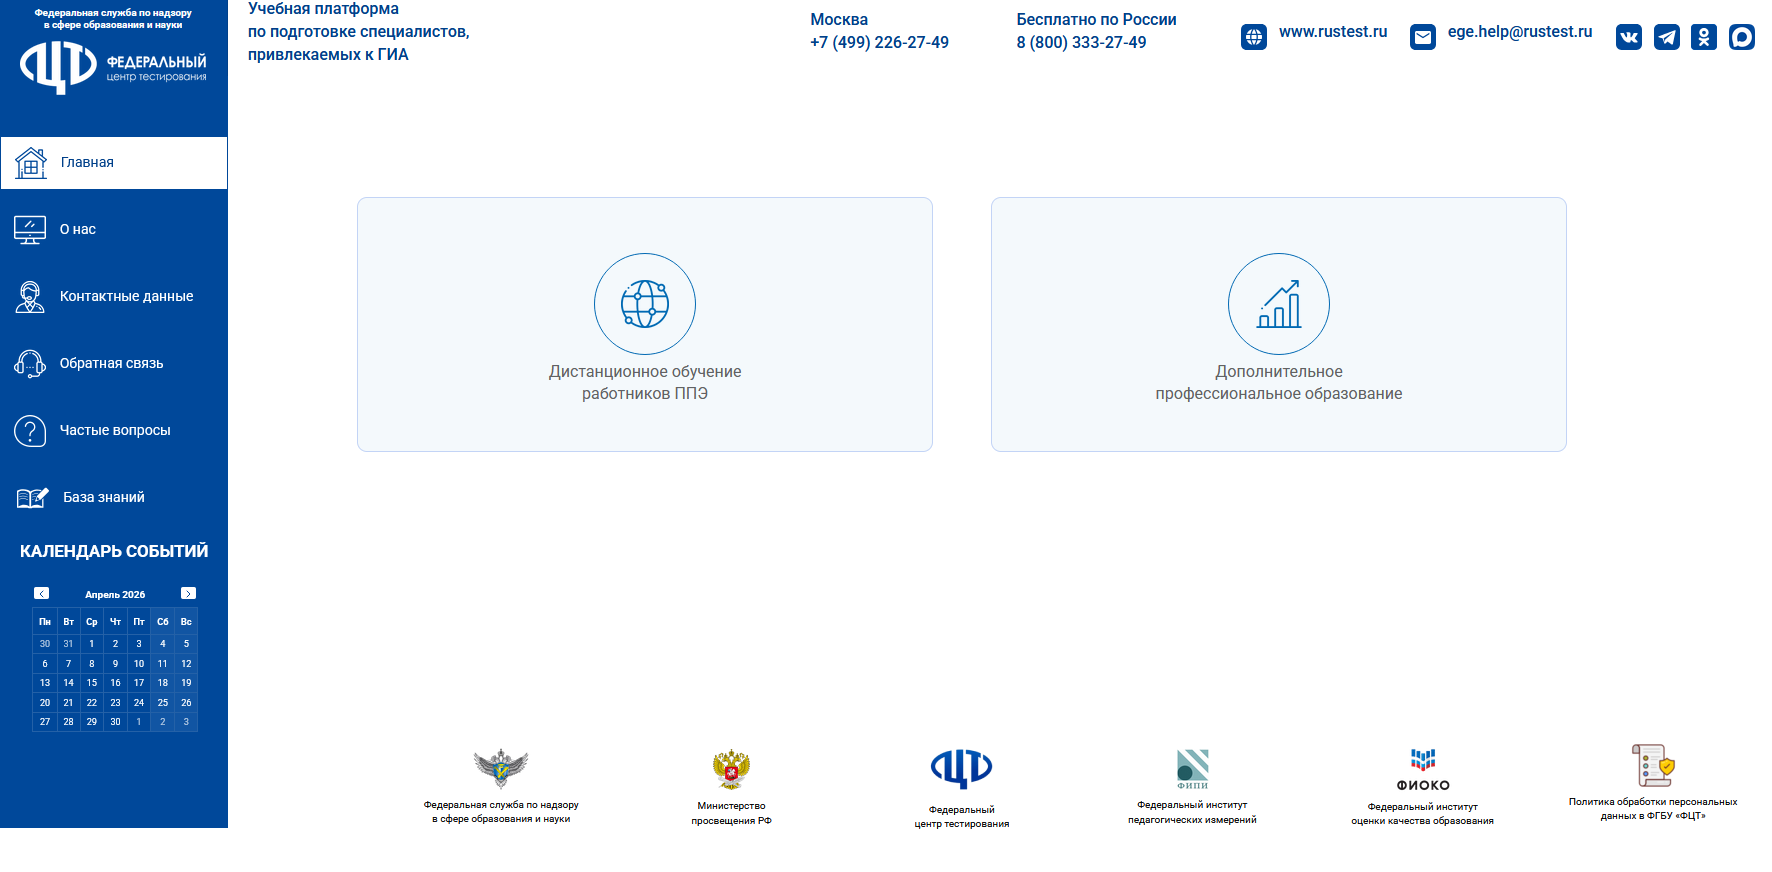 Федеральная служба по надзору
в сфере образования и науки
ФЕДЕРАЛЬНЫЙ
центр тестирования
Учебная платформа
по подготовке специалистов,
привлекаемых к ГИА
Москва
+7 (499) 226-27-49
Бесплатно по России
8 (800) 333-27-49
www.rustest.ru
ege.help@rustest.ru
Главная
О нас
Контактные данные
Обратная связь
Частые вопросы
База знаний
КАЛЕНДАРЬ СОБЫТИЙ
Апрель 2026
Пн Вт Ср Чт Пт Сб Вс
30 31 1 2 3 4 5
6 7 8 9 10 11 12
13 14 15 16 17 18 19
20 21 22 23 24 25 26
27 28 29 30 1 2 3
Дистанционное обучение
работников ППЭ
Дополнительное
профессиональное образование
Федеральная служба по надзору
в сфере образования и науки
Министерство
просвещения РФ
ФЦТ
Федеральный
центр тестирования
ФИПИ
Федеральный институт
педагогических измерений
ФИОКО
Федеральный институт
оценки качества образования
Политика обработки персональных
данных в ФГБУ «ФЦТ»